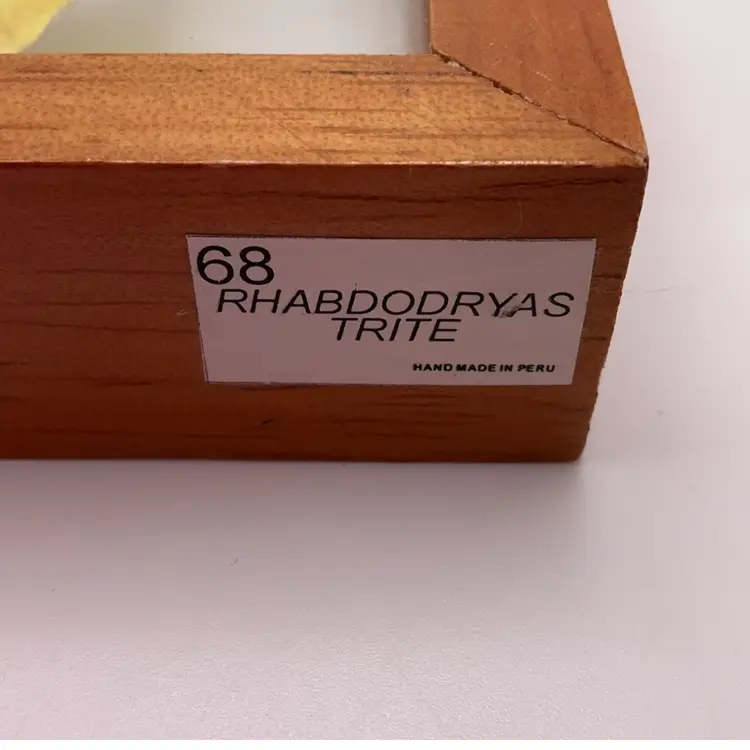 68
RHABDODRYAS
TRITE
HAND MADE IN PERU